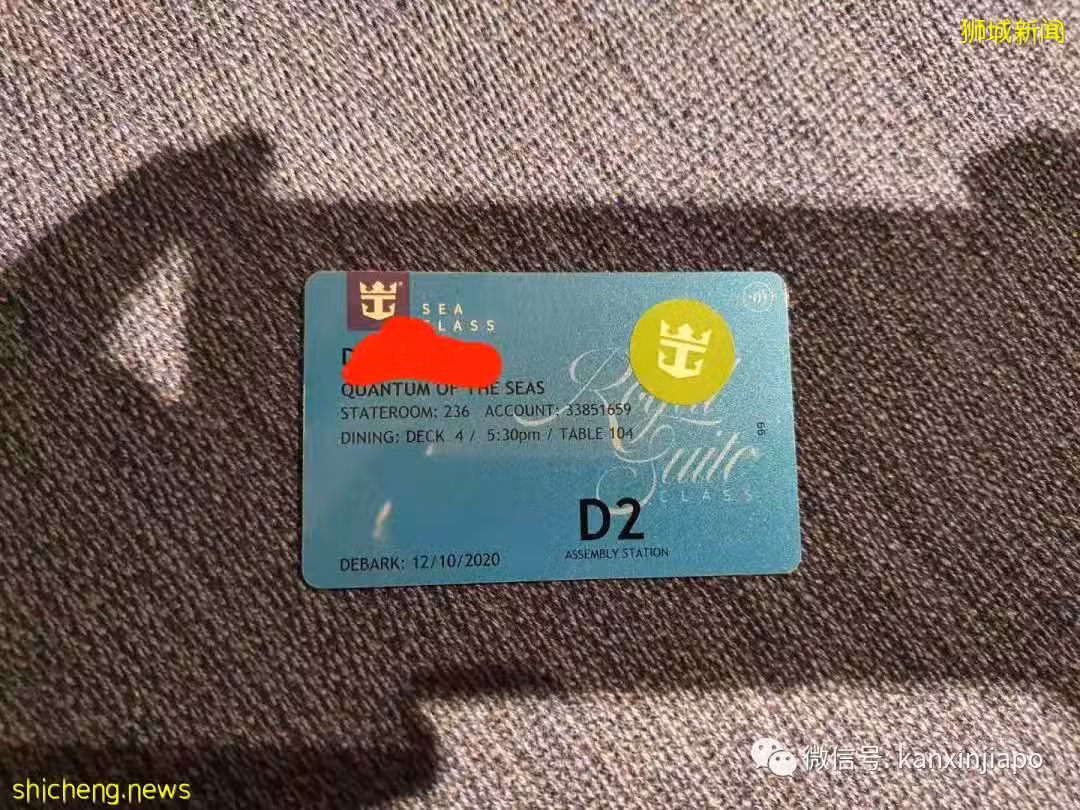 狮城新闻
SEA
CLASS
QUANTUM OF THE SEAS
STATEROOM: 236 ACCOUNT: 33851659
DINING: DECK 4 / 5:30pm / TABLE 104
Royal
Suite
CLASS
66
D2
ASSEMBLY STATION
DEBARK: 12/10/2020
微信号: kanxinjiapo
shicheng.news